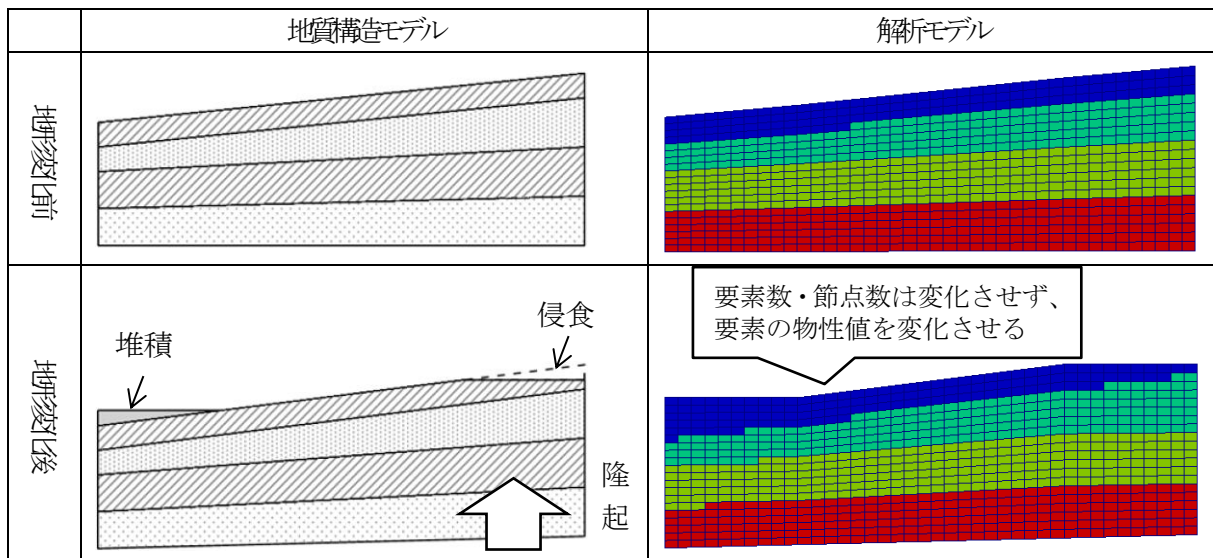 地質構造モデル
解析モデル
地形変化前
地形変化後
堆積
侵食
隆起
要素数・節点数は変化させず、
要素の物性値を変化させる